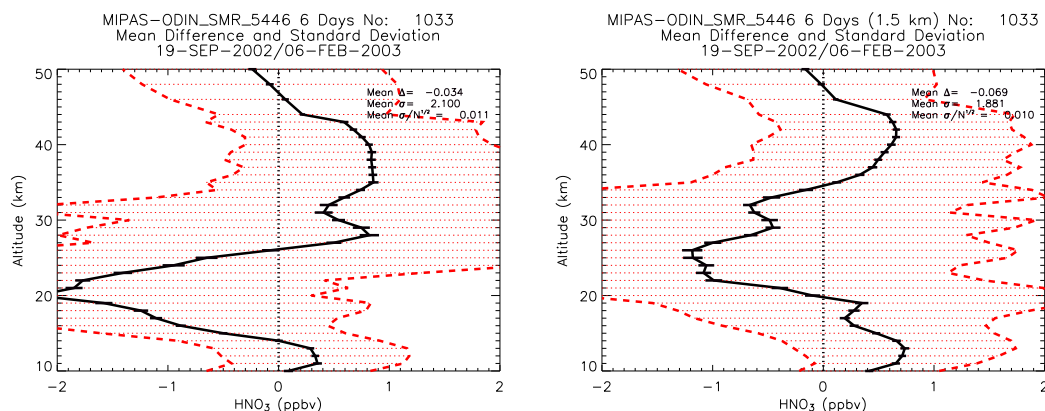 MIPAS-ODIN_SMR_5446 6 Days No: 1033
Mean Difference and Standard Deviation
19-SEP-2002/06-FEB-2003
Mean Δ= -0.034
Mean σ= 2.100
Mean σ/N^1/2 = 0.011
50
40
30
20
10
Altitude (km)
-2 -1 0 1 2
HNO3 (ppbv)
MIPAS-ODIN_SMR_5446 6 Days (1.5 km) No: 1033
Mean Difference and Standard Deviation
19-SEP-2002/06-FEB-2003
Mean Δ= -0.069
Mean σ= 1.881
Mean σ/N^1/2 = 0.010
50
40
30
20
10
Altitude (km)
-2 -1 0 1 2
HNO3 (ppbv)